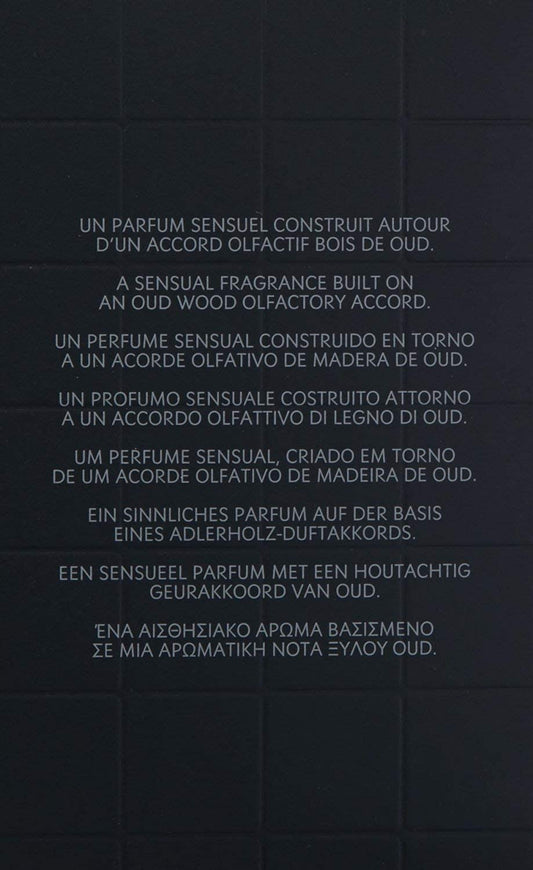 UN PARFUM SENSUEL CONSTRUIT AUTOUR
D'UN ACCORD OLFACTIF BOIS DE OUD.
A SENSUAL FRAGRANCE BUILT ON
AN OUD WOOD OLFACTORY ACCORD.
UN PERFUME SENSUAL CONSTRUIDO EN TORNO
A UN ACORDE OLFATIVO DE MADERA DE OUD.
UN PROFUMO SENSUALE COSTRUITO ATTORNO
A UN ACCORDO OLFATTIVO DI LEGNO DI OUD.
UM PERFUME SENSUAL, CRIADO EM TORNO
DE UM ACORDE OLFATIVO DE MADEIRA DE OUD.
EIN SINNLICHES PARFUM AUF DER BASIS
EINES ADLERHOLZ-DUFTAKKORDS.
EEN SENSUEEL PARFUM MET EEN HOUTACHTIG
GEURAKKOORD VAN OUD.
ΈΝΑ ΑΙΣΘΗΣΙΑΚΟ ΑΡΩΜΑ ΒΑΣΙΣΜΕΝΟ
ΣΕ ΜΙΑ ΑΡΩΜΑΤΙΚΗ ΝΟΤΑ ΞΥΛΟΥ OUD.